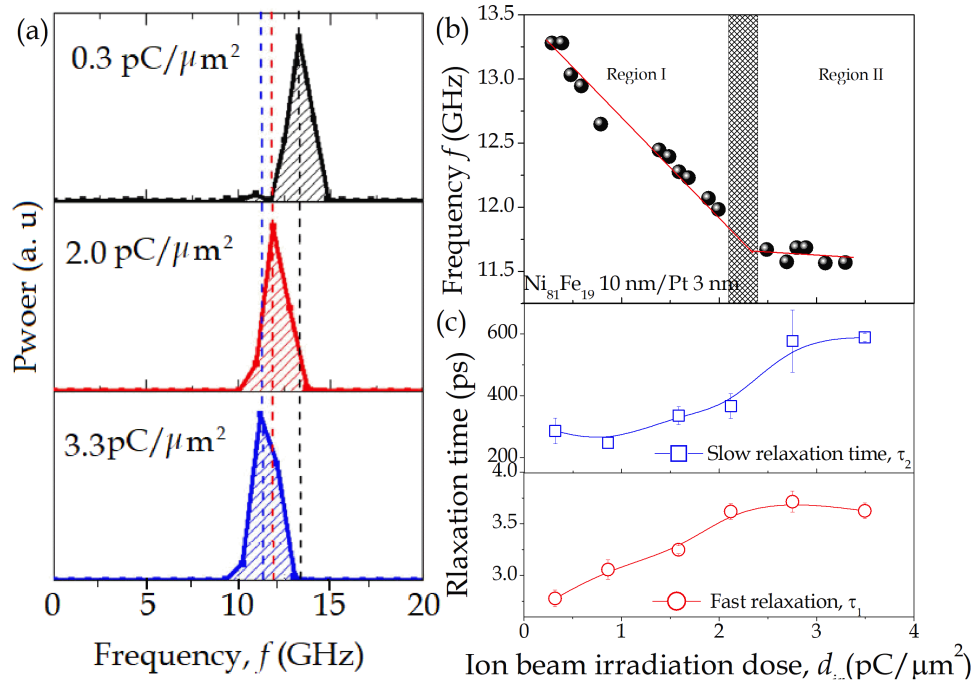 (a)
0.3 pC/μm²
2.0 pC/μm²
3.3pC/μm²
Pwoer (a. u)
0 5 10 15 20
Frequency, f (GHz)
(b)
13.5
13.0
12.5
12.0
11.5
Frequency f (GHz)
Region I
Region II
Ni₈₁Fe₁₉ 10 nm/Pt 3 nm
(c)
600
400
200
Slow relaxation time, τ₂
4.0
3.5
3.0
Fast relaxation, τ₁
Rlaxation time (ps)
0 1 2 3 4
Ion beam irradiation dose, d (pC/μm²)